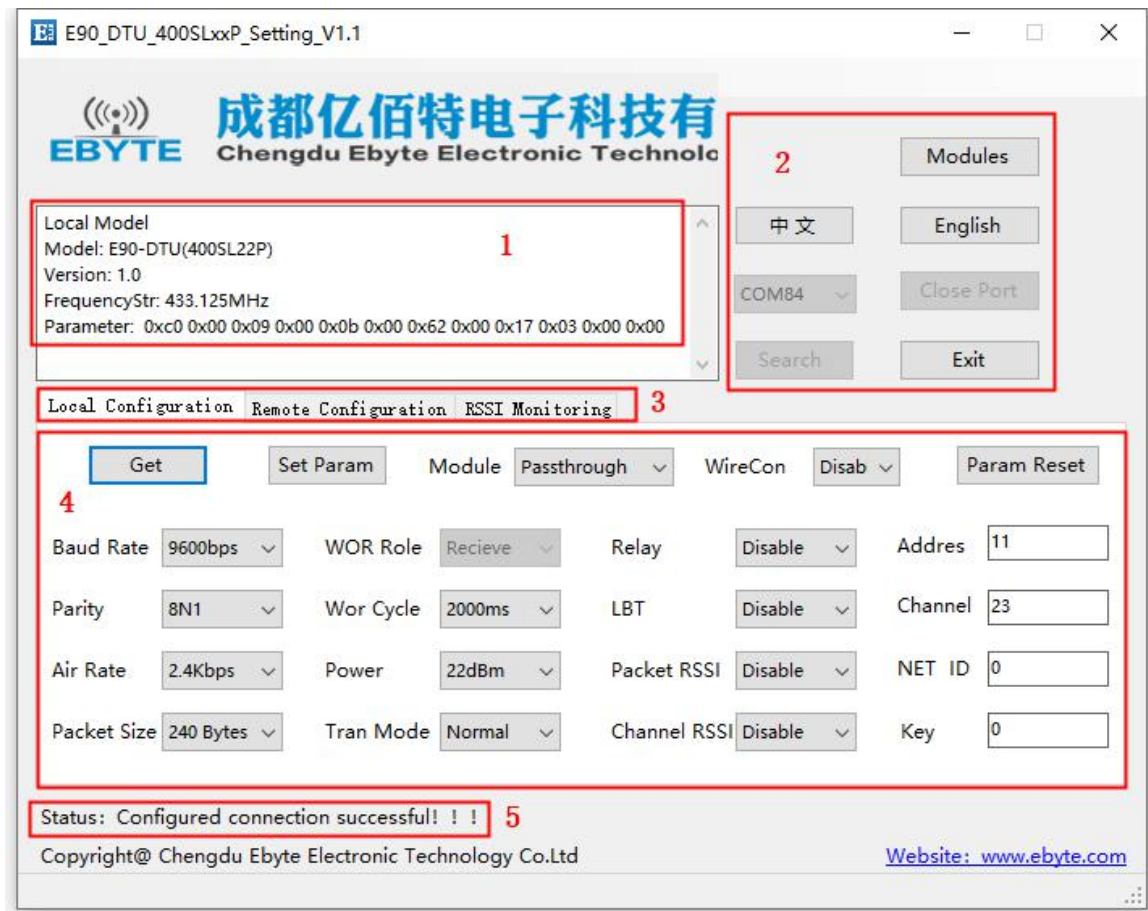 E90_DTU_400SLxxP_Setting_V1.1
EBYTE
成都亿佰特电子科技有
Chengdu Ebyte Electronic Technolo
2
Modules
中文
English
COM84
Close Port
Search
Exit
Local Model
Model: E90-DTU(400SL22P)
Version: 1.0
FrequencyStr: 433.125MHz
Parameter: 0xc0 0x00 0x09 0x00 0x0b 0x00 0x62 0x00 0x17 0x03 0x00 0x00
1
Local Configuration Remote Configuration RSSI Monitoring 3
Get Set Param Module Passthrough WireCon Disab Param Reset
4
Baud Rate 9600bps WOR Role Recieve Relay Disable Addres 11
Parity 8N1 Wor Cycle 2000ms LBT Disable Channel 23
Air Rate 2.4Kbps Power 22dBm Packet RSSI Disable NET ID 0
Packet Size 240 Bytes Tran Mode Normal Channel RSSI Disable Key 0
Status: Configured connection successful! ! ! 5
Copyright@ Chengdu Ebyte Electronic Technology Co.Ltd Website: www.ebyte.com